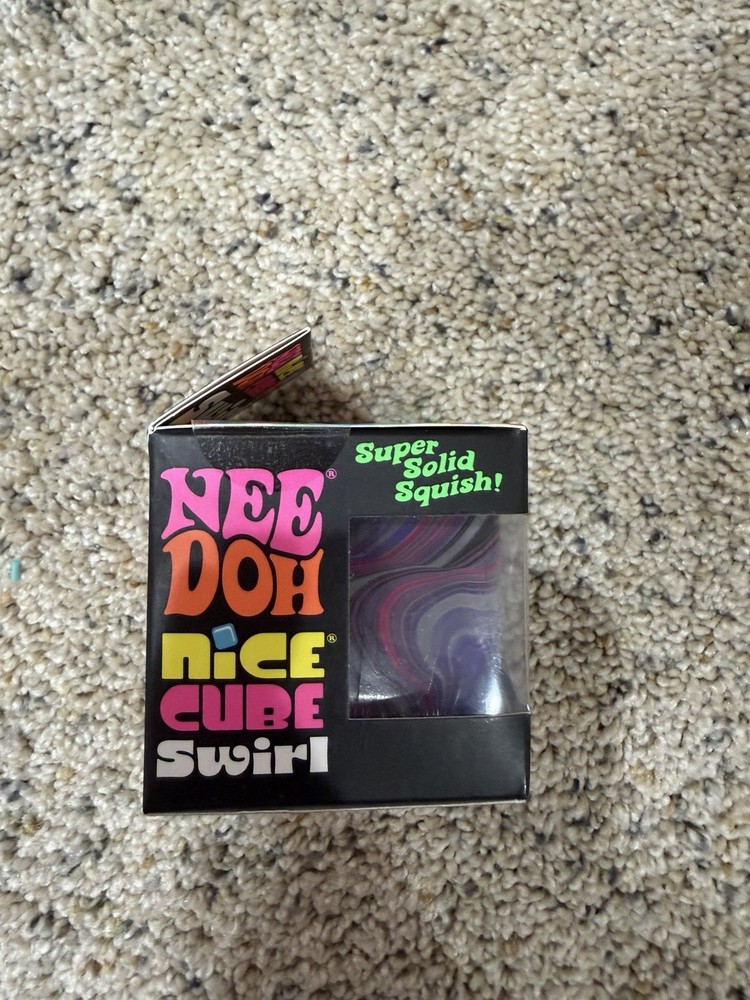 NEE®
DOH
NiCE®
CUBE
Swirl
Super
Solid
Squish!